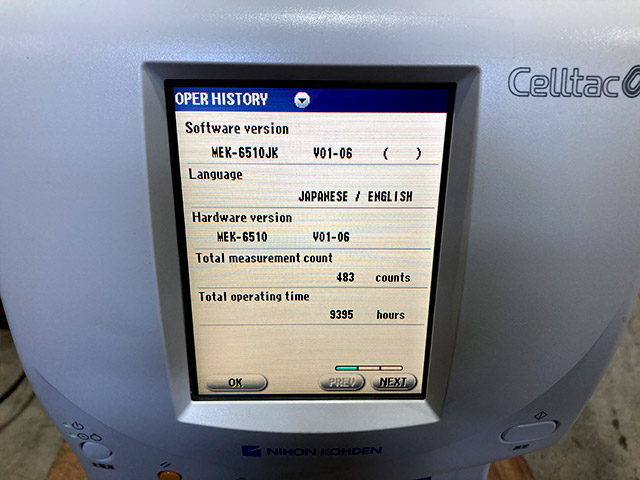 Celltac α
OPER HISTORY
Software version
MEK-6510JK V01-06 ( )
Language
JAPANESE / ENGLISH
Hardware version
MEK-6510 V01-06
Total measurement count
483 counts
Total operating time
9395 hours
OK PREV NEXT
NIHON KOHDEN